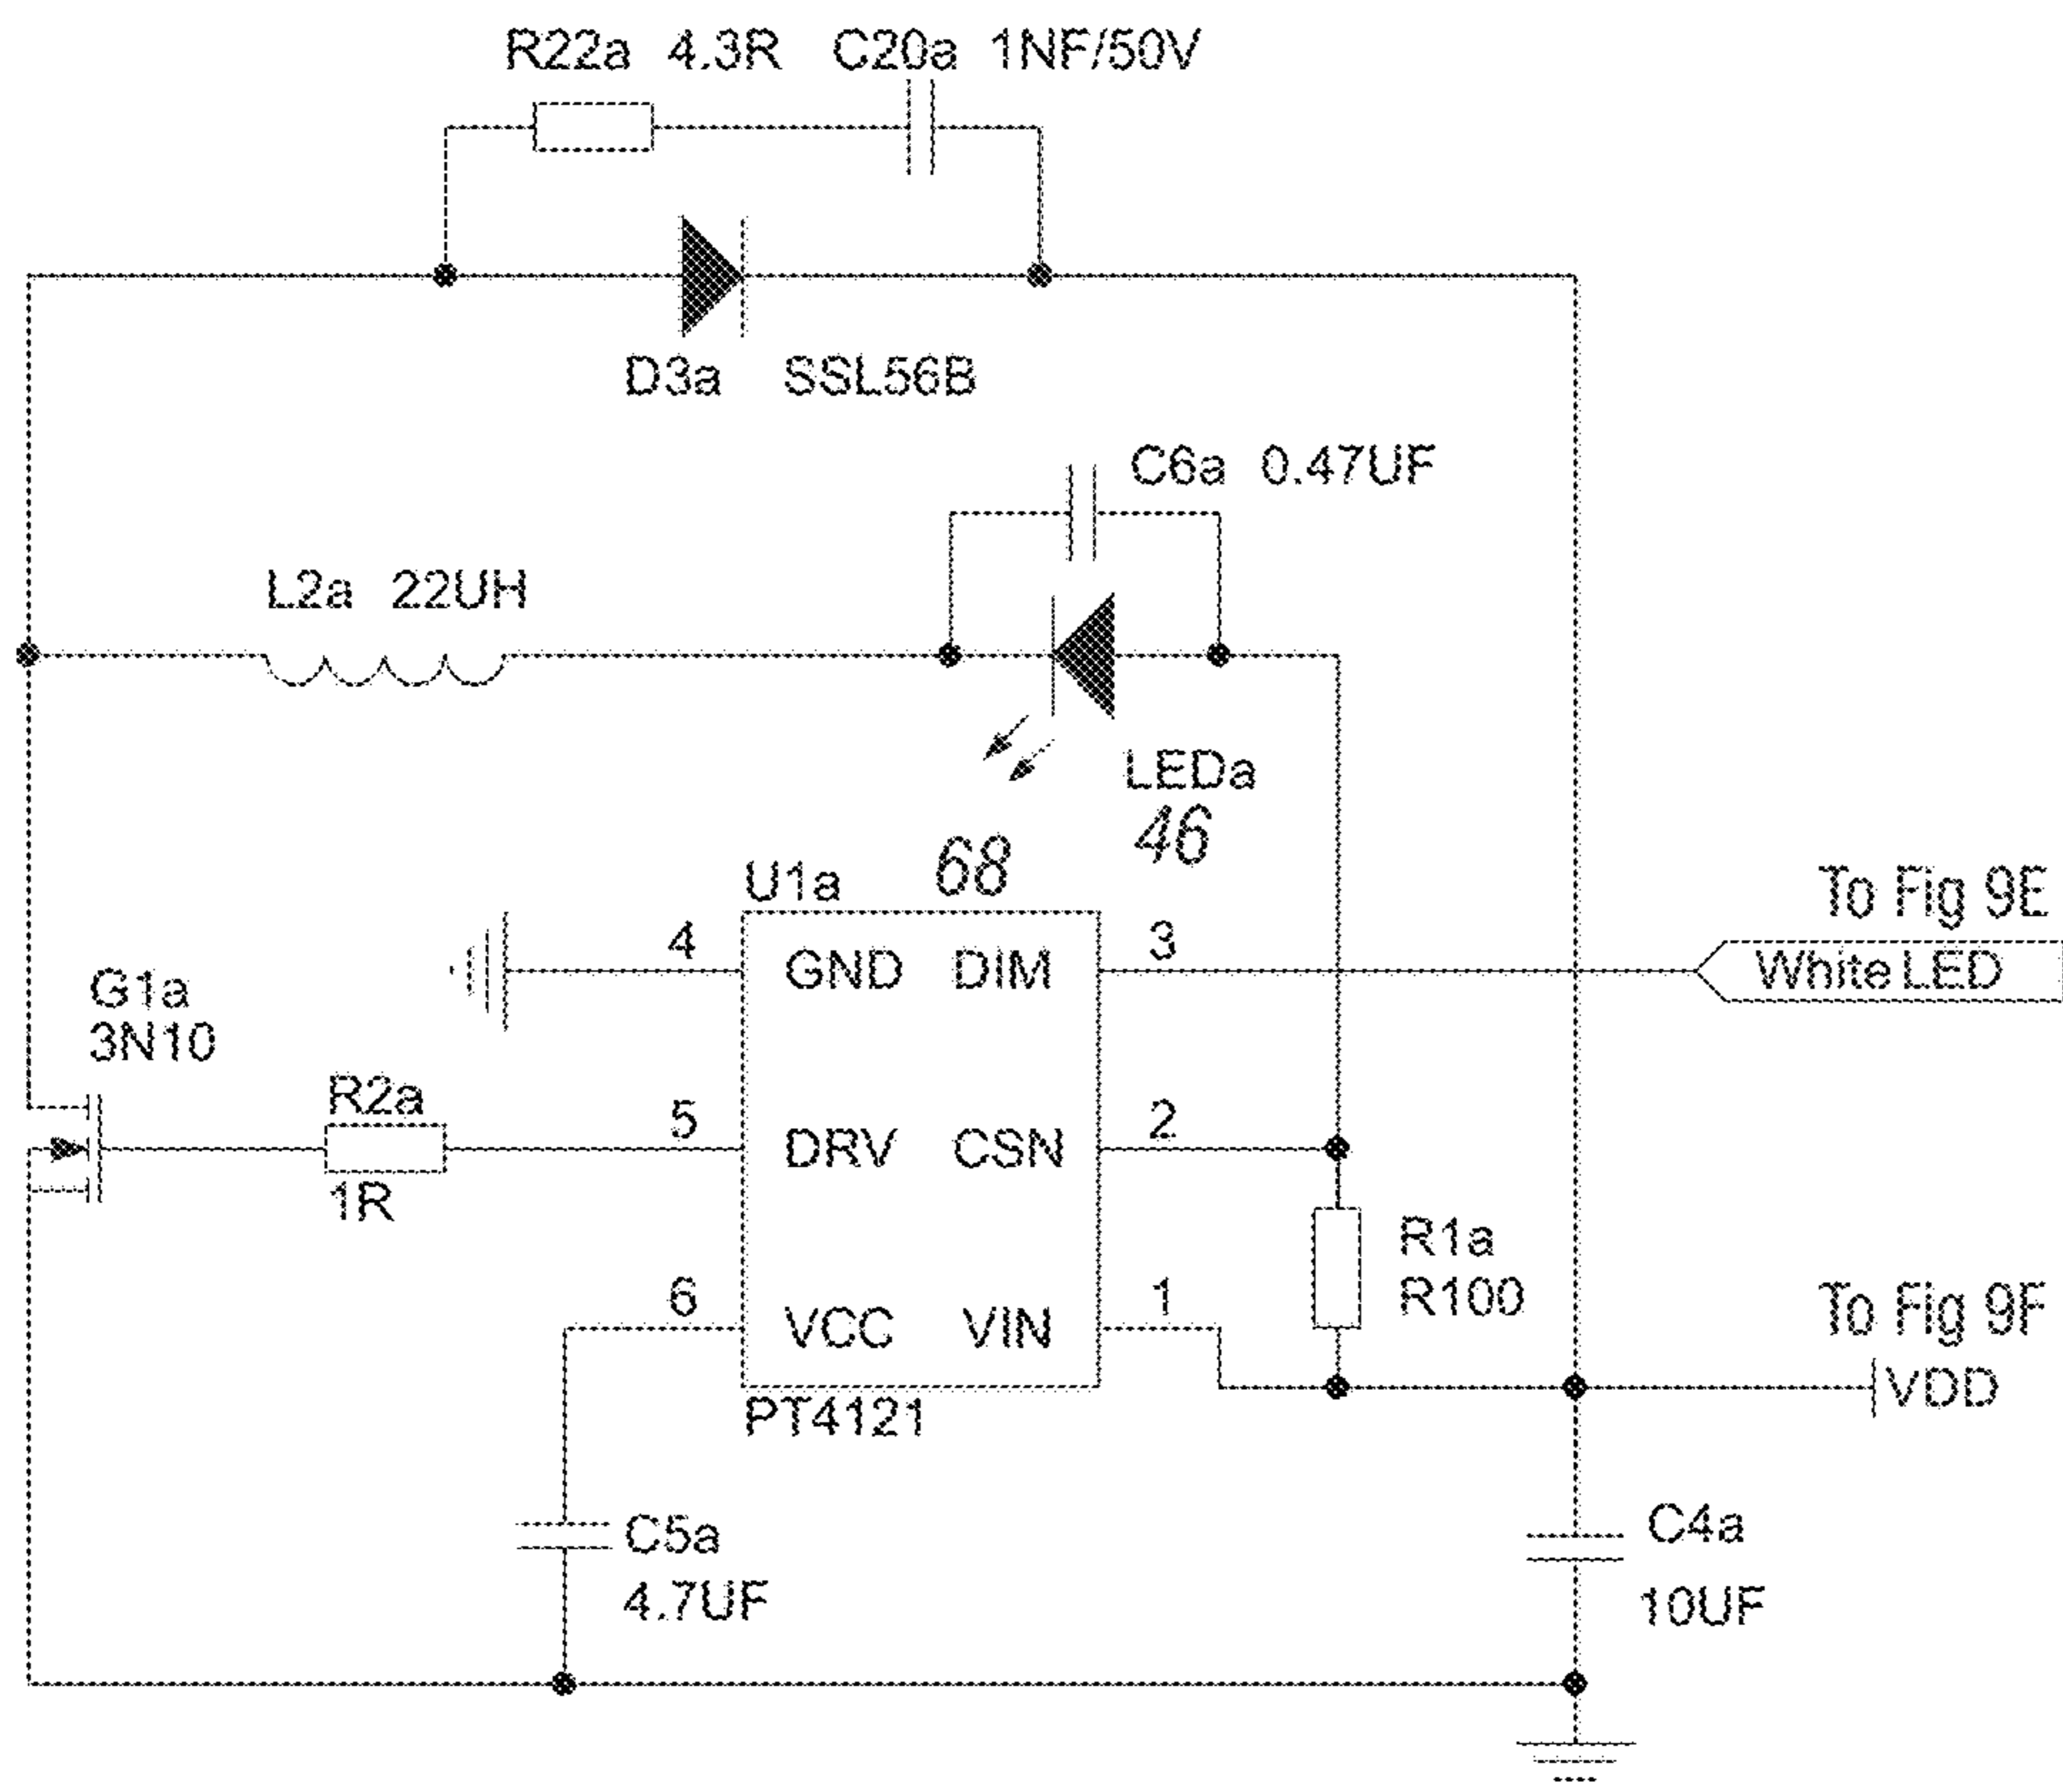 R22a 4.3R C20a 1NF/50V
D3a SSL56B
C6a 0.47UF
L2a 22UH
LEDa
46
U1a 68
To Fig 9E
4 GND DIM 3 White LED
G1a
3N10
R2a
1R
5 DRV CSN 2
R1a
R100
6 VCC VIN 1
To Fig 9F
VDD
PT4121
C5a
4.7UF
C4a
10UF